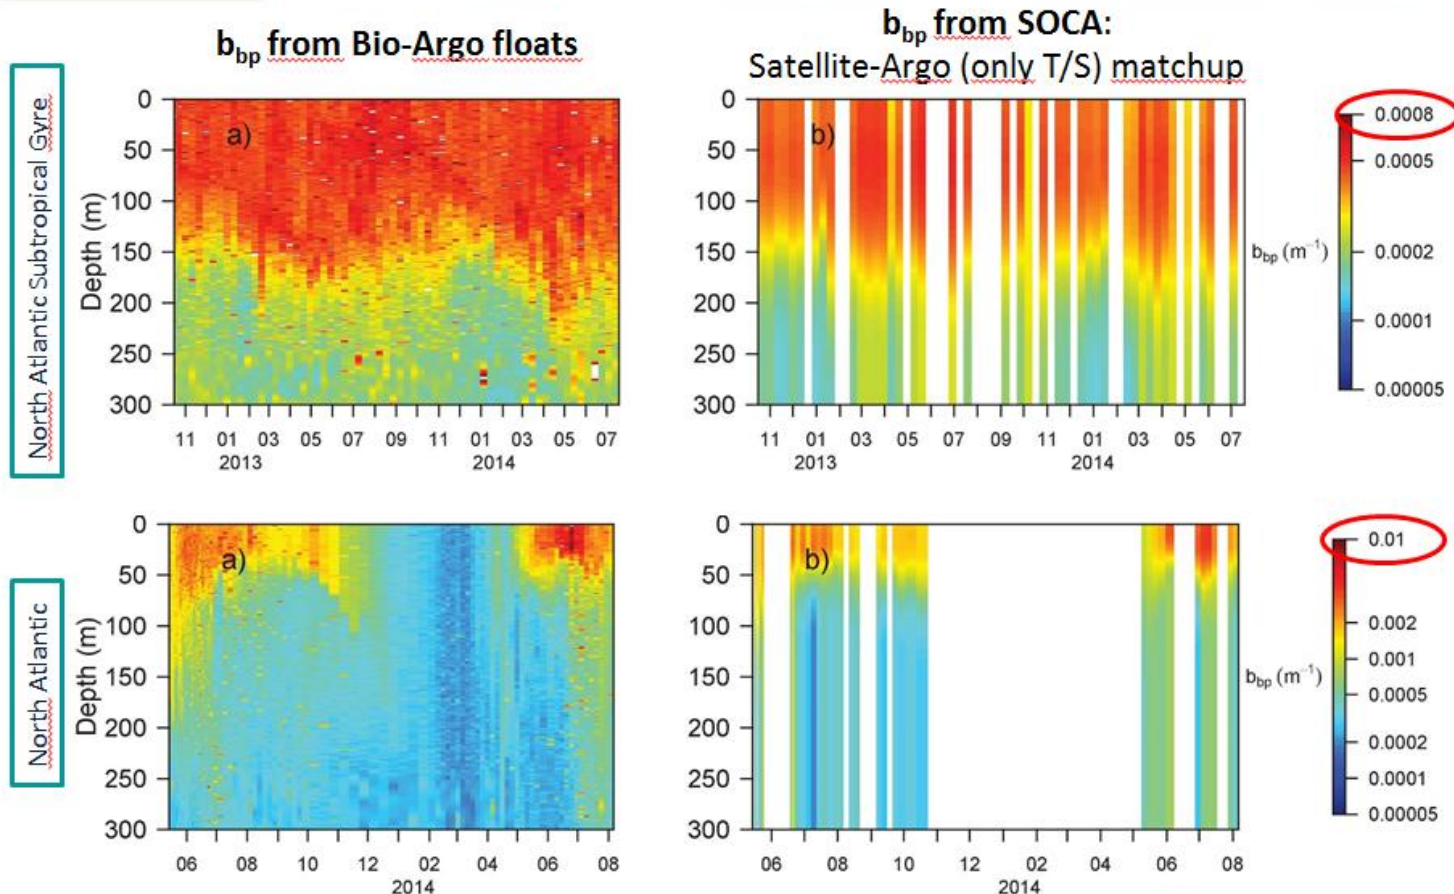 b_bp from Bio-Argo floats
b_bp from SOCA:
Satellite-Argo (only T/S) matchup
North Atlantic Subtropical Gyre
Depth (m)
0
50
100
150
200
250
300
a)
11 01 03 05 07 09 11 01 03 05 07
2013 2014
0
50
100
150
200
250
300
b)
11 01 03 05 07 09 11 01 03 05 07
2013 2014
b_bp (m⁻¹)
0.0008
0.0005
0.0002
0.0001
0.00005
North Atlantic
Depth (m)
0
50
100
150
200
250
300
a)
06 08 10 12 02 04 06 08
2014
0
50
100
150
200
250
300
b)
06 08 10 12 02 04 06 08
2014
b_bp (m⁻¹)
0.01
0.002
0.001
0.0005
0.0002
0.0001
0.00005